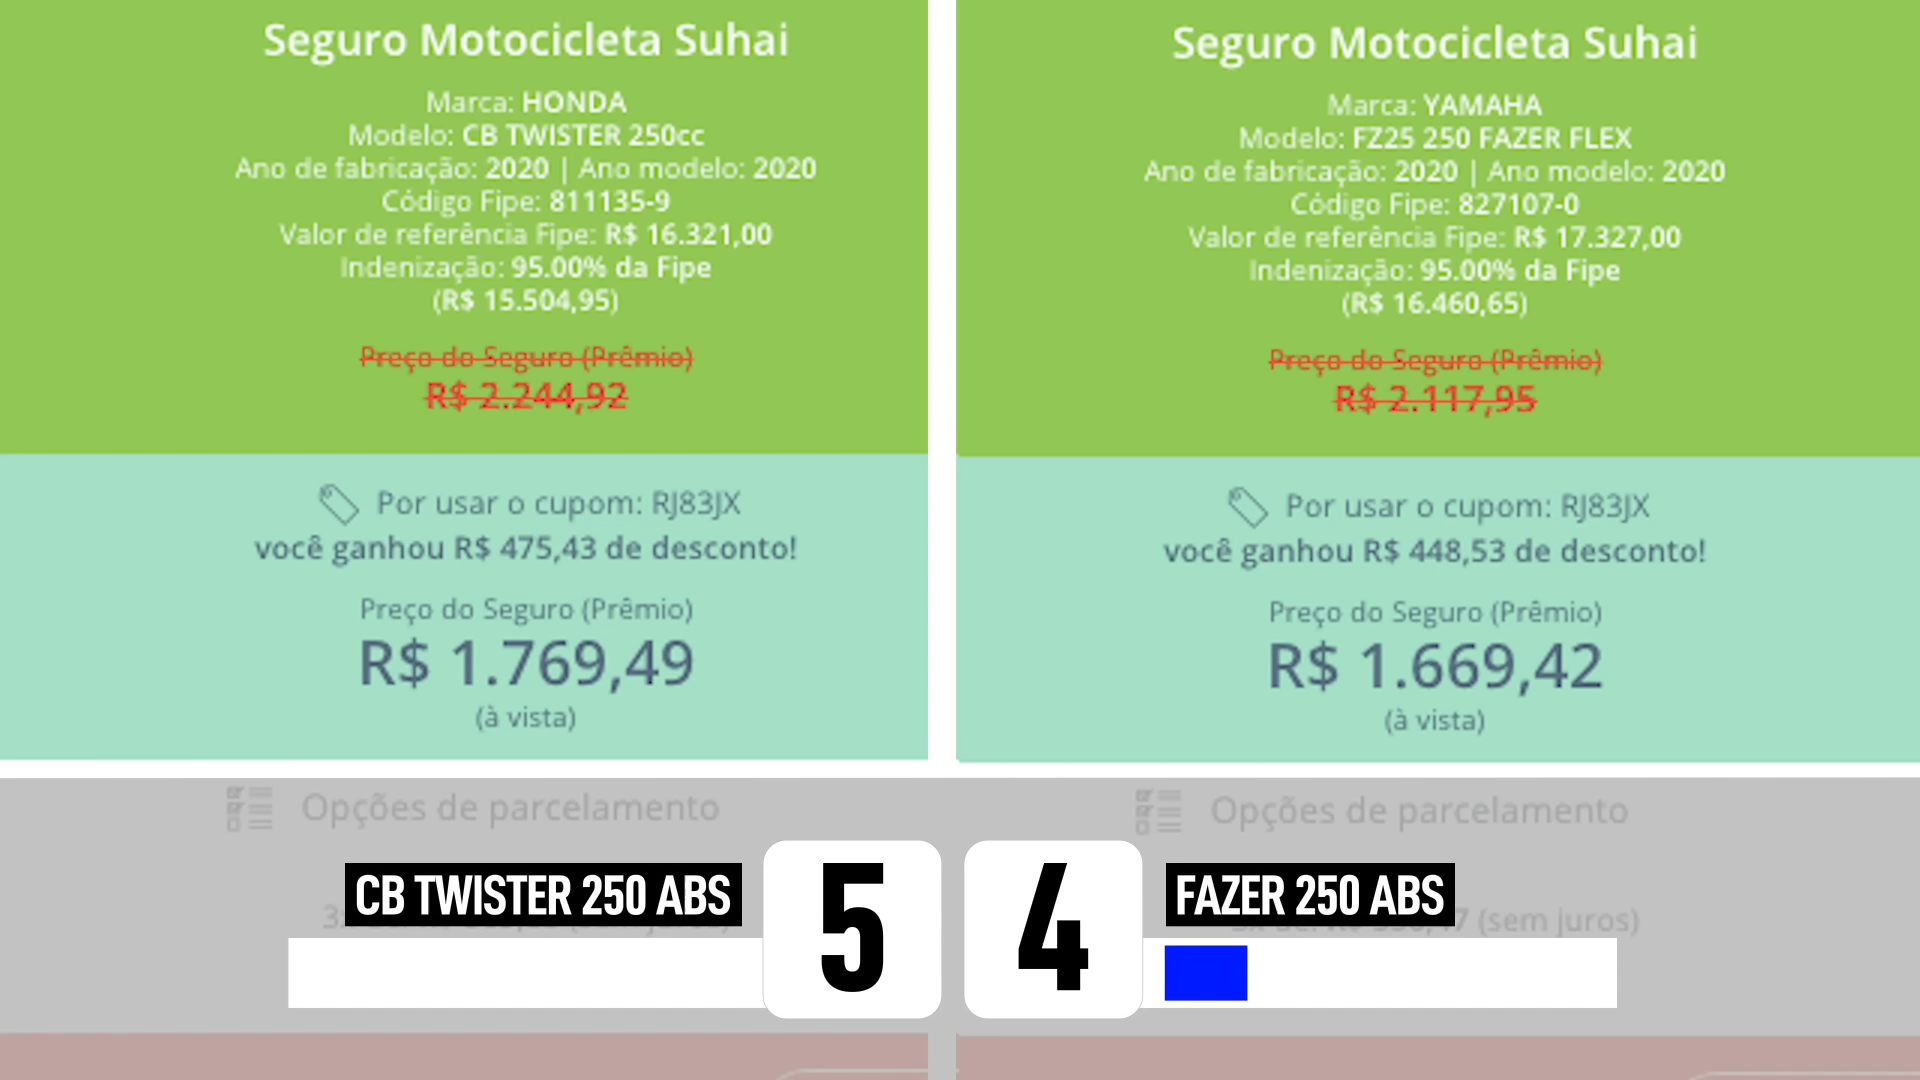 Seguro Motocicleta Suhai
Marca: HONDA
Modelo: CB TWISTER 250cc
Ano de fabricação: 2020 | Ano modelo: 2020
Código Fipe: 811135-9
Valor de referência Fipe: R$ 16.321,00
Indenização: 95.00% da Fipe
(R$ 15.504,95)
Preço do Seguro (Prêmio)
R$ 2.244,92
Por usar o cupom: RJ83JX
você ganhou R$ 475,43 de desconto!
Preço do Seguro (Prêmio)
R$ 1.769,49
(à vista)
Opções de parcelamento
CB TWISTER 250 ABS
5
Seguro Motocicleta Suhai
Marca: YAMAHA
Modelo: FZ25 250 FAZER FLEX
Ano de fabricação: 2020 | Ano modelo: 2020
Código Fipe: 827107-0
Valor de referência Fipe: R$ 17.327,00
Indenização: 95.00% da Fipe
(R$ 16.460,65)
Preço do Seguro (Prêmio)
R$ 2.117,95
Por usar o cupom: RJ83JX
você ganhou R$ 448,53 de desconto!
Preço do Seguro (Prêmio)
R$ 1.669,42
(à vista)
Opções de parcelamento
4
FAZER 250 ABS
(sem juros)